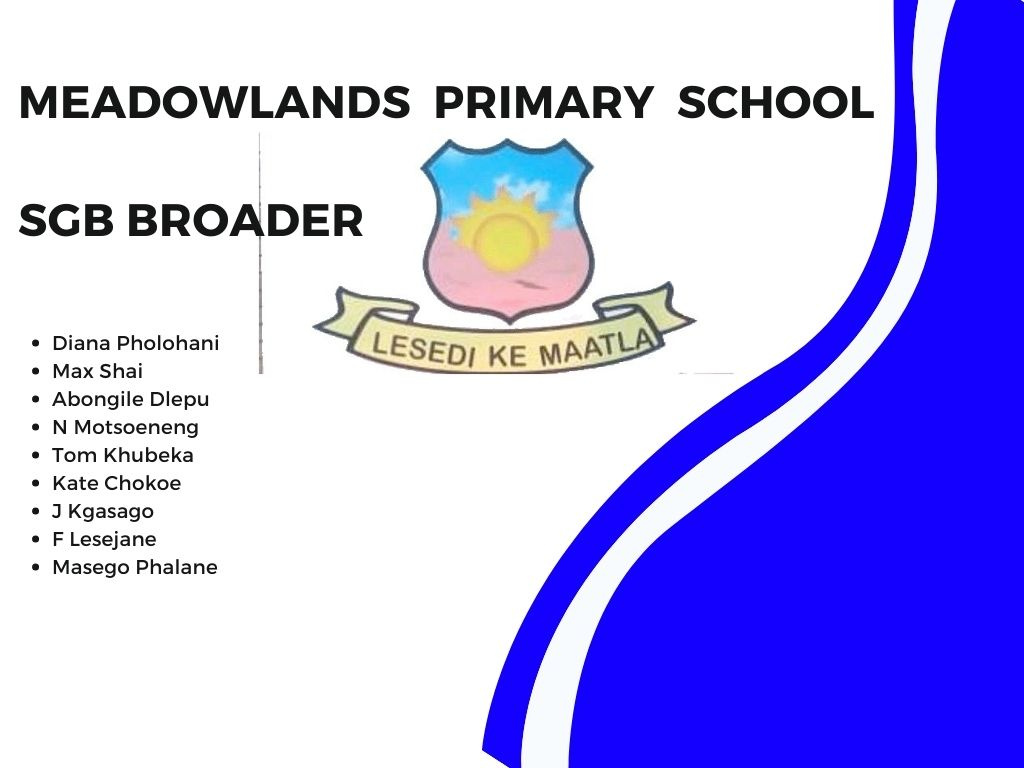 MEADOWLANDS PRIMARY SCHOOL
SGB BROADER
LESEDI KE MAATLA
• Diana Pholohani
• Max Shai
• Abongile Dlepu
• N Motsoeneng
• Tom Khubeka
• Kate Chokoe
• J Kgasago
• F Lesejane
• Masego Phalane